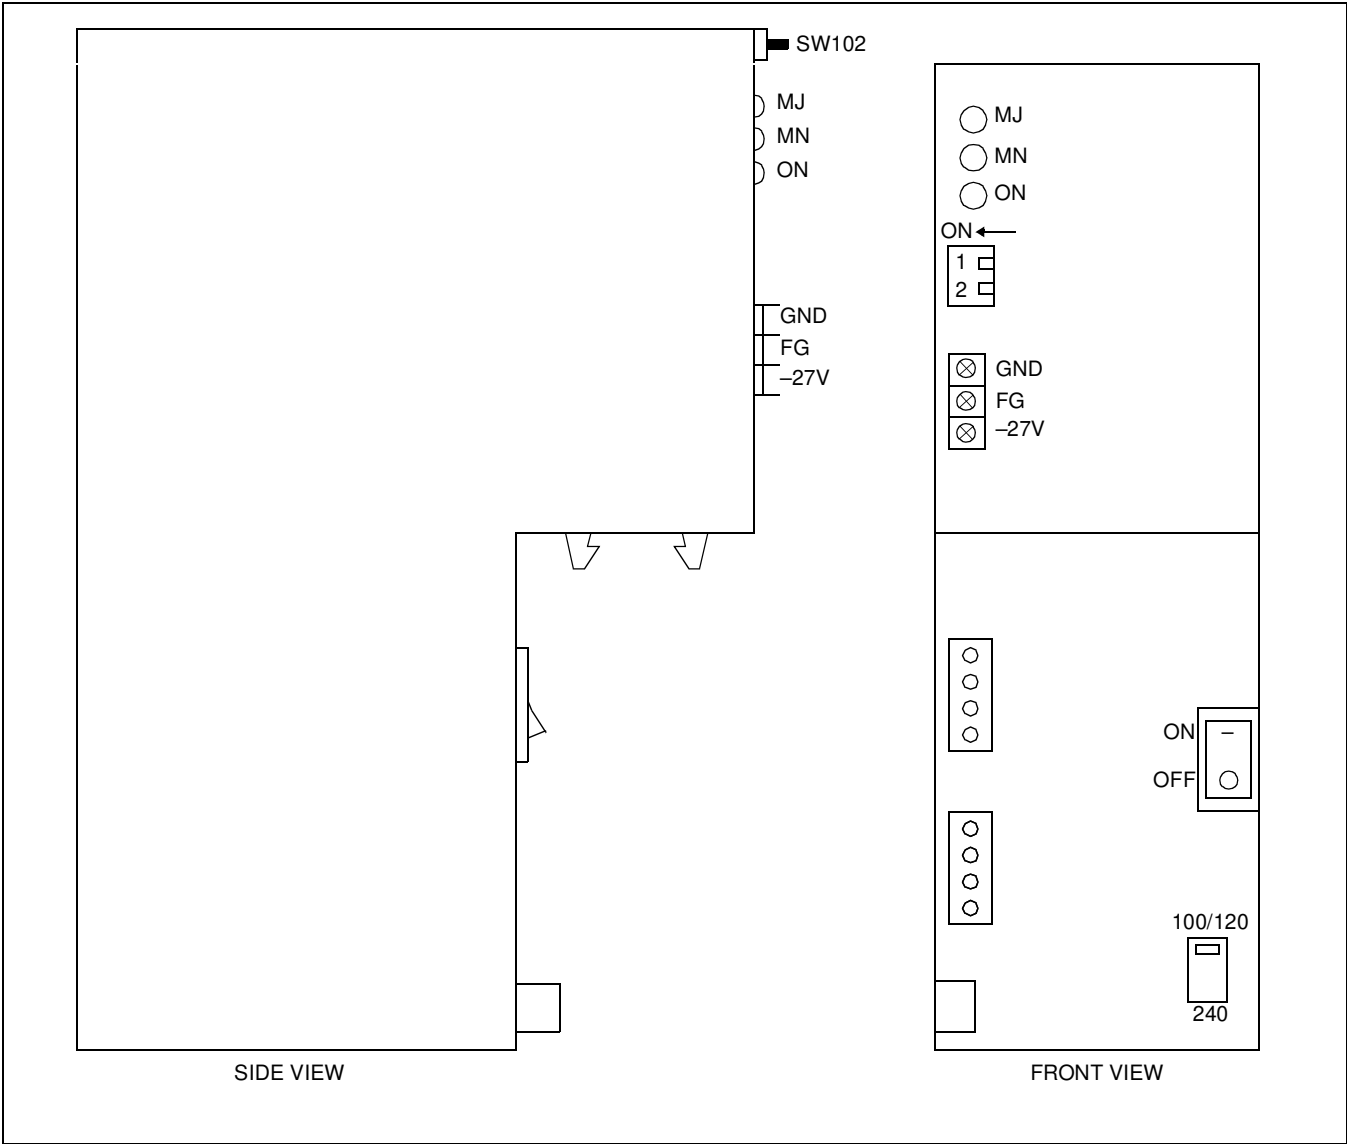 SW102
MJ
MN
ON
GND
FG
–27V
SIDE VIEW
MJ
MN
ON
ON
1
2
GND
FG
–27V
ON –
OFF
100/120
240
FRONT VIEW